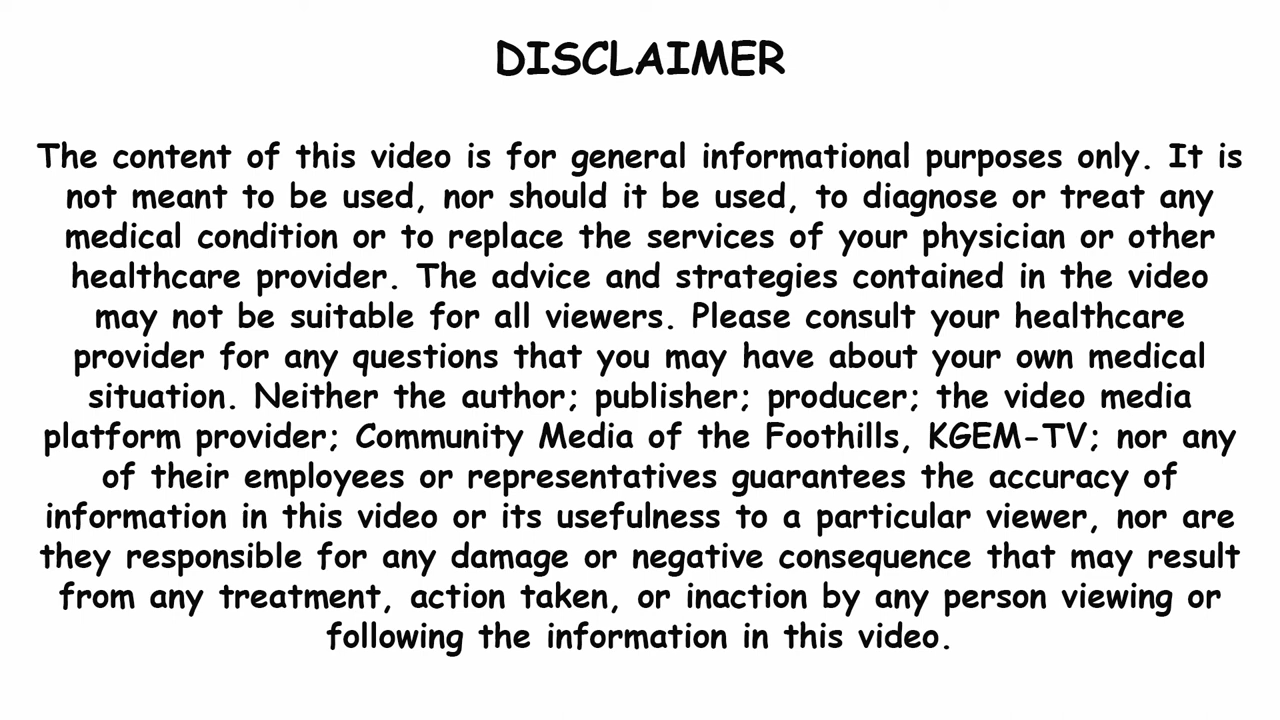 DISCLAIMER
The content of this video is for general informational purposes only. It is
not meant to be used, nor should it be used, to diagnose or treat any
medical condition or to replace the services of your physician or other
healthcare provider. The advice and strategies contained in the video
may not be suitable for all viewers. Please consult your healthcare
provider for any questions that you may have about your own medical
situation. Neither the author; publisher; producer; the video media
platform provider; Community Media of the Foothills, KGEM-TV; nor any
of their employees or representatives guarantees the accuracy of
information in this video or its usefulness to a particular viewer, nor are
they responsible for any damage or negative consequence that may result
from any treatment, action taken, or inaction by any person viewing or
following the information in this video.